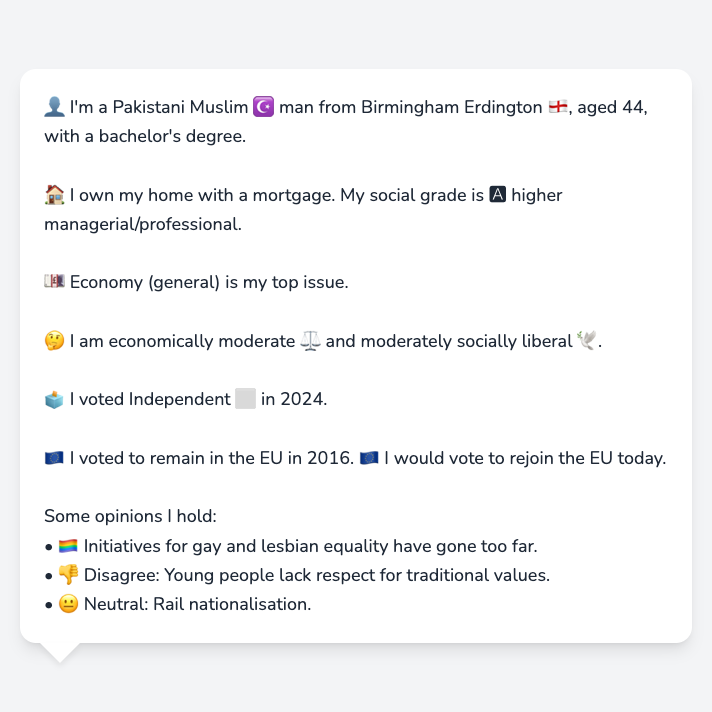 👤 I'm a Pakistani Muslim ☪️ man from Birmingham Erdington 🏴󠁧󠁢󠁥󠁮󠁧󠁿, aged 44,
with a bachelor's degree.
🏠 I own my home with a mortgage. My social grade is 🅰 higher
managerial/professional.
💷 Economy (general) is my top issue.
🤔 I am economically moderate ⚖️ and moderately socially liberal 🕊️.
🗳️ I voted Independent ⬜ in 2024.
🇪🇺 I voted to remain in the EU in 2016. 🇪🇺 I would vote to rejoin the EU today.
Some opinions I hold:
• 🏳️‍🌈 Initiatives for gay and lesbian equality have gone too far.
• 👎 Disagree: Young people lack respect for traditional values.
• 😐 Neutral: Rail nationalisation.